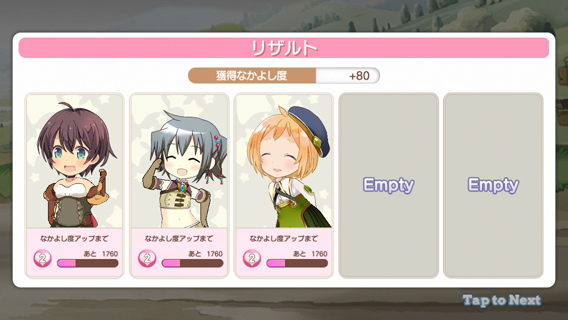 リザルト
獲得なかよし度 +80
なかよし度アップまで
2 あと 1760
なかよし度アップまで
2 あと 1760
なかよし度アップまで
2 あと 1760
Empty
Empty
Tap to Next